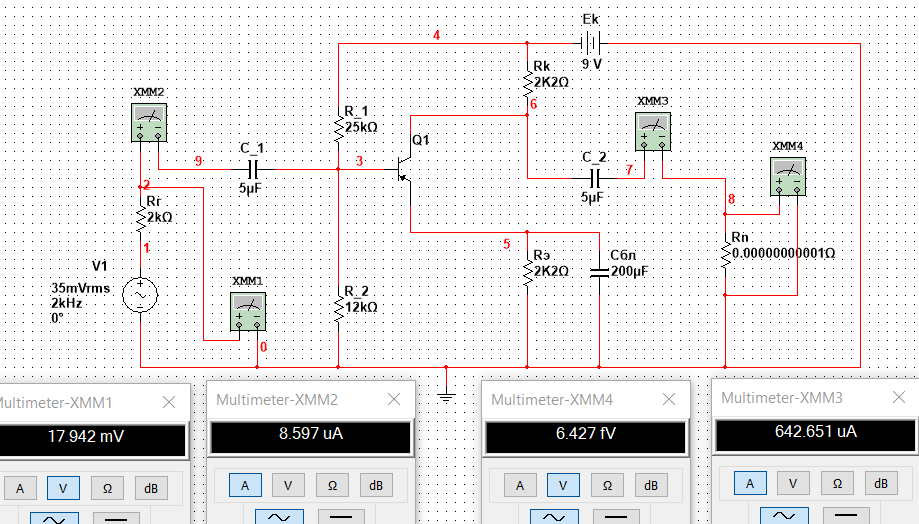 Ek
4
9 V
Rk
2K2Ω
6
XMM2
XMM3
R_1
25kΩ
Q1
XMM4
9
C_1
3
C_2
7
5µF
5µF
2
Rг
2kΩ
8
1
5
Rэ
2K2Ω
Cбл
200µF
Rп
0.00000000001Ω
V1
35mVrms
2kHz
0°
XMM1
R_2
12kΩ
0
Multimeter-XMM1
17.942 mV
A V Ω dB
Multimeter-XMM2
8.597 uA
A V Ω dB
Multimeter-XMM4
6.427 fV
A V Ω dB
Multimeter-XMM3
642.651 uA
A V Ω dB